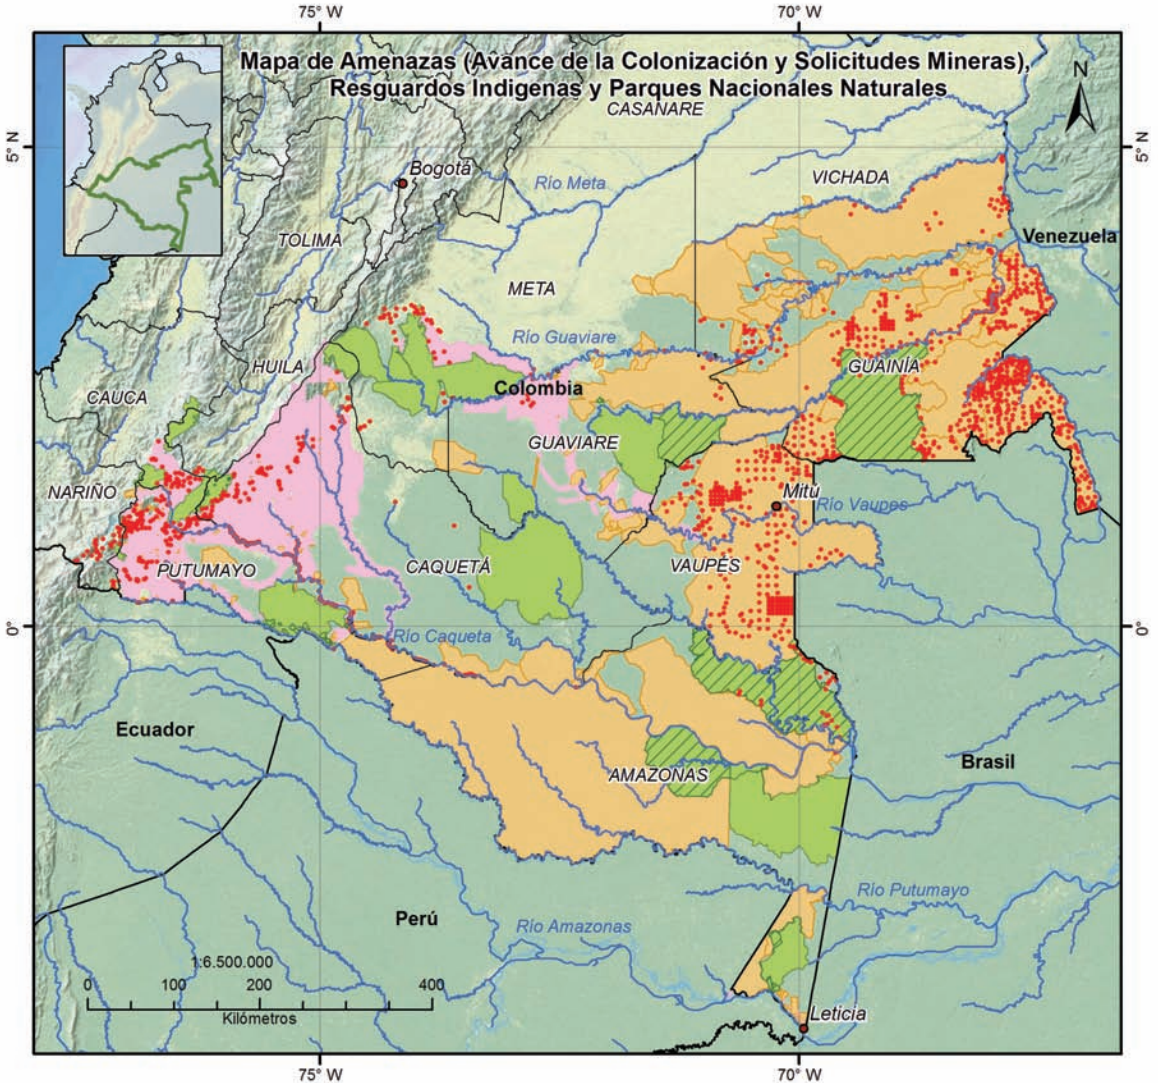 75° W
70° W
Mapa de Amenazas (Avance de la Colonización y Solicitudes Mineras),
Resguardos Indigenas y Parques Nacionales Naturales
N
CASANARE
5° N
5° N
Bogotá
Río Meta
VICHADA
TOLIMA
Venezuela
META
Río Guaviare
HUILA
GUAINÍA
Colombia
CAUCA
GUAVIARE
NARIÑO
Mitú
Río Vaupes
PUTUMAYO
CAQUETÁ
VAUPÉS
0°
0°
Río Caqueta
Ecuador
Brasil
AMAZONAS
Río Putumayo
Perú
Río Amazonas
1:6.500.000
0 100 200 400
Kilómetros
Leticia
75° W
70° W